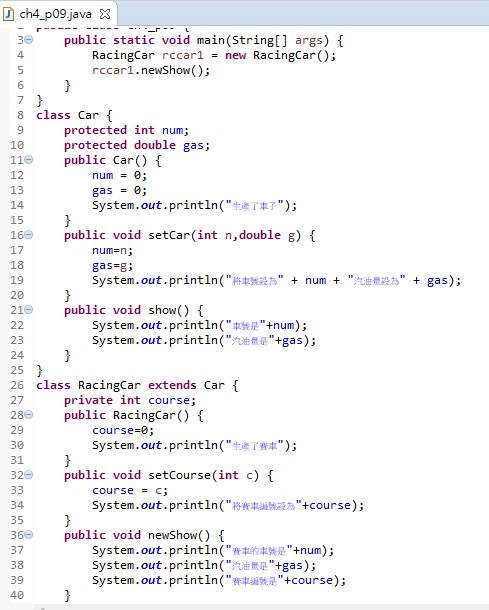 ch4_p09.java
3 public static void main(String[] args) {
4 RacingCar rccar1 = new RacingCar();
5 rccar1.newShow();
6 }
7 }
8 class Car {
9 protected int num;
10 protected double gas;
11 public Car() {
12 num = 0;
13 gas = 0;
14 System.out.println("生產了車子");
15 }
16 public void setCar(int n,double g) {
17 num=n;
18 gas=g;
19 System.out.println("將車號設為" + num + "汽油量設為" + gas);
20 }
21 public void show() {
22 System.out.println("車號是"+num);
23 System.out.println("汽油量是"+gas);
24 }
25 }
26 class RacingCar extends Car {
27 private int course;
28 public RacingCar() {
29 course=0;
30 System.out.println("生產了賽車");
31 }
32 public void setCourse(int c) {
33 course = c;
34 System.out.println("將賽車編號設為"+course);
35 }
36 public void newShow() {
37 System.out.println("賽車的車號是"+num);
38 System.out.println("汽油量是"+gas);
39 System.out.println("賽車編號是"+course);
40 }